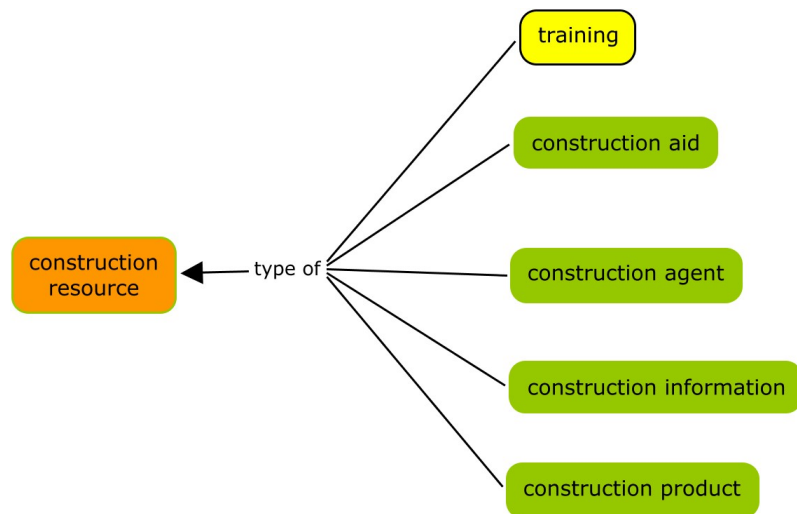 training
construction aid
construction
resource
type of
construction agent
construction information
construction product